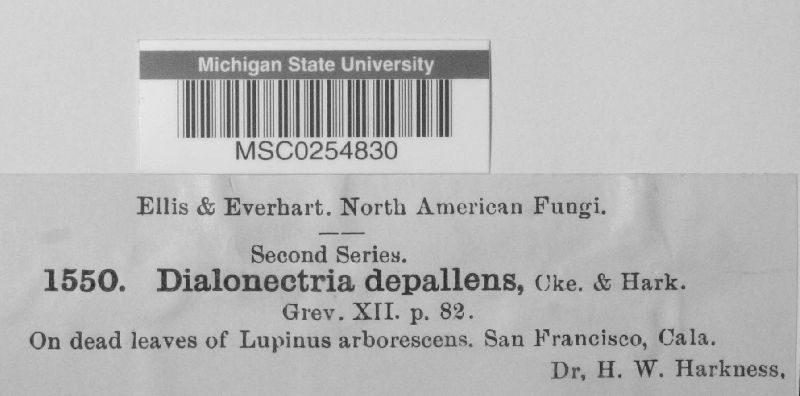 Michigan State University
MSC0254830
Ellis & Everhart. North American Fungi.
Second Series.
1550. Dialonectria depallens, Cke. & Hark.
Grev. XII. p. 82.
On dead leaves of Lupinus arborescens. San Francisco, Cala.
Dr, H. W. Harkness,